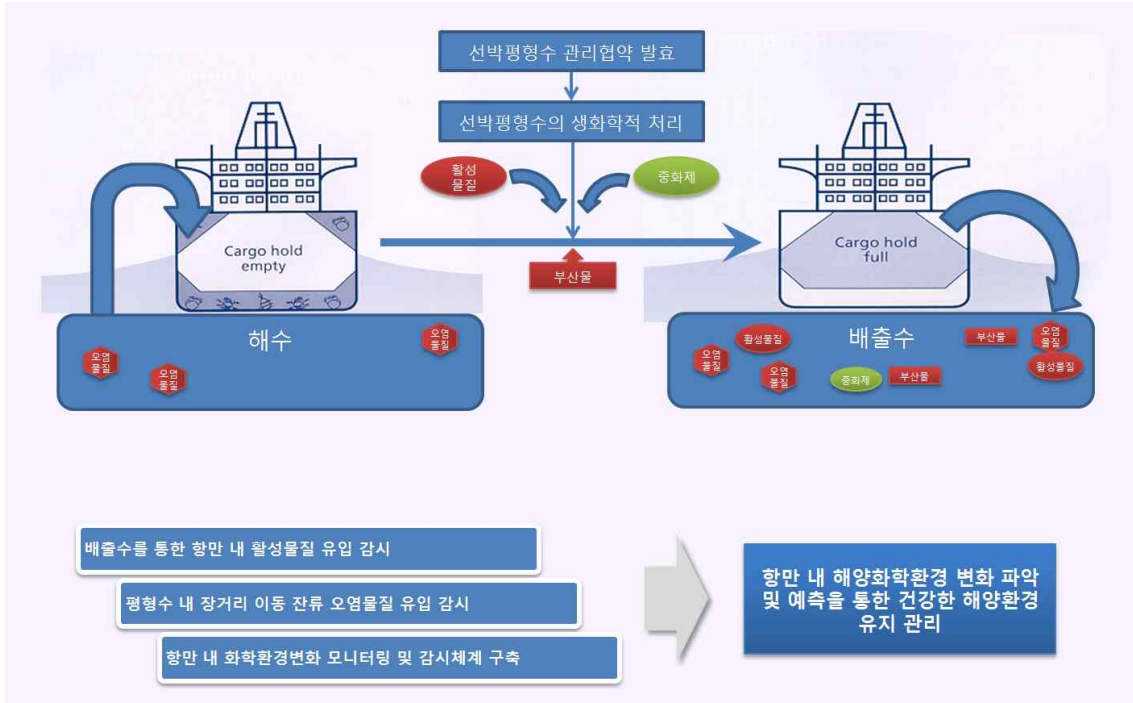 선박평형수 관리협약 발효
선박평형수의 생화학적 처리
활성
물질
중화제
Cargo hold
empty
Cargo hold
full
부산물
해수
오염
물질
오염
물질
오염
물질
배출수
활성물질
부산물
오염
물질
오염
물질
활성물질
오염
물질
중화제
부산물
배출수를 통한 항만 내 활성물질 유입 감시
평형수 내 장거리 이동 잔류 오염물질 유입 감시
항만 내 화학환경변화 모니터링 및 감시체계 구축
항만 내 해양화학환경 변화 파악
및 예측을 통한 건강한 해양환경
유지 관리